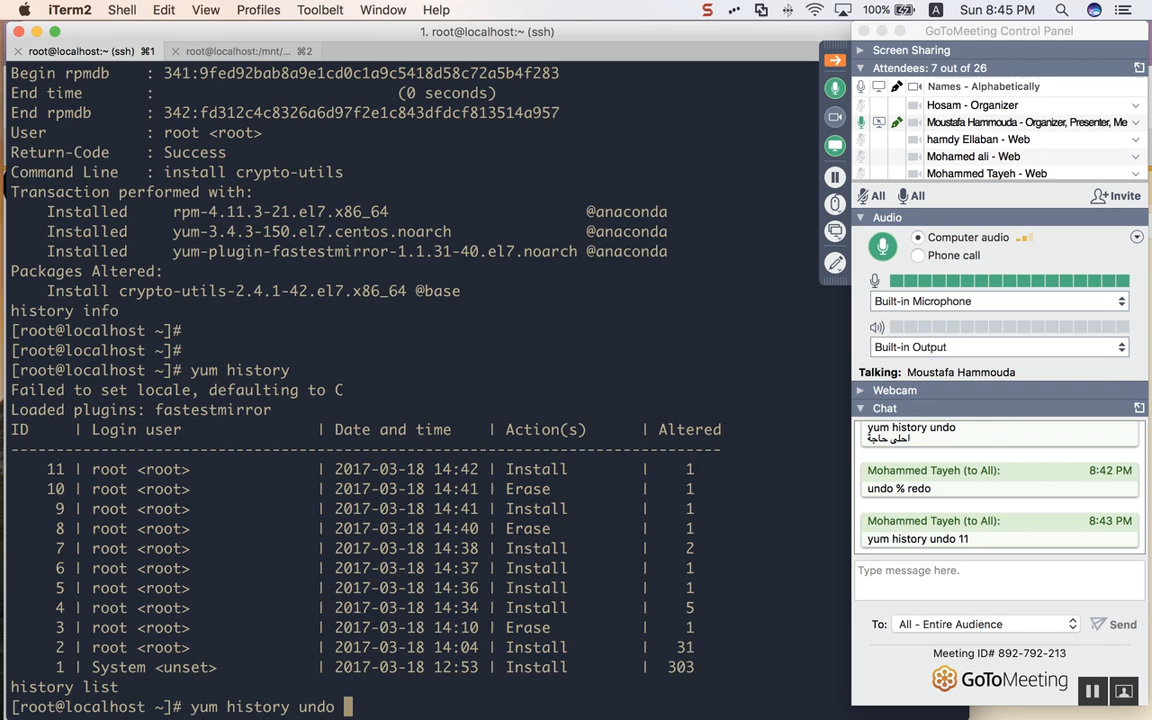 iTerm2 Shell Edit View Profiles Toolbelt Window Help 100% A Sun 8:45 PM
1. root@localhost:~ (ssh)
root@localhost:~ (ssh) ⌘1 root@localhost:/mnt/... ⌘2
Begin rpmdb : 341:9fed92bab8a9e1cd0c1a9c5418d58c72a5b4f283
End time : (0 seconds)
End rpmdb : 342:fd312c4c8326a6d97f2e1c843dfdcf813514a957
User : root <root>
Return-Code : Success
Command Line : install crypto-utils
Transaction performed with:
Installed rpm-4.11.3-21.el7.x86_64 @anaconda
Installed yum-3.4.3-150.el7.centos.noarch @anaconda
Installed yum-plugin-fastestmirror-1.1.31-40.el7.noarch @anaconda
Packages Altered:
Install crypto-utils-2.4.1-42.el7.x86_64 @base
history info
[root@localhost ~]#
[root@localhost ~]#
[root@localhost ~]# yum history
Failed to set locale, defaulting to C
Loaded plugins: fastestmirror
ID | Login user | Date and time | Action(s) | Altered
-------------------------------------------------------------------------------
11 | root <root> | 2017-03-18 14:42 | Install | 1
10 | root <root> | 2017-03-18 14:41 | Erase | 1
9 | root <root> | 2017-03-18 14:41 | Install | 1
8 | root <root> | 2017-03-18 14:40 | Erase | 1
7 | root <root> | 2017-03-18 14:38 | Install | 2
6 | root <root> | 2017-03-18 14:37 | Install | 1
5 | root <root> | 2017-03-18 14:36 | Install | 1
4 | root <root> | 2017-03-18 14:34 | Install | 5
3 | root <root> | 2017-03-18 14:10 | Erase | 1
2 | root <root> | 2017-03-18 14:04 | Install | 31
1 | System <unset> | 2017-03-18 12:53 | Install | 303
history list
[root@localhost ~]# yum history undo
GoToMeeting Control Panel
Screen Sharing
Attendees: 7 out of 26
Names - Alphabetically
Hosam - Organizer
Moustafa Hammouda - Organizer, Presenter, Me
hamdy Ellaban - Web
Mohamed ali - Web
Mohammed Tayeh - Web
All All Invite
Audio
Computer audio
Phone call
Built-in Microphone
Built-in Output
Talking: Moustafa Hammouda
Webcam
Chat
yum history undo
احلى حاجة
Mohammed Tayeh (to All): 8:42 PM
undo % redo
Mohammed Tayeh (to All): 8:43 PM
yum history undo 11
Type message here.
To: All - Entire Audience Send
Meeting ID# 892-792-213
GoToMeeting